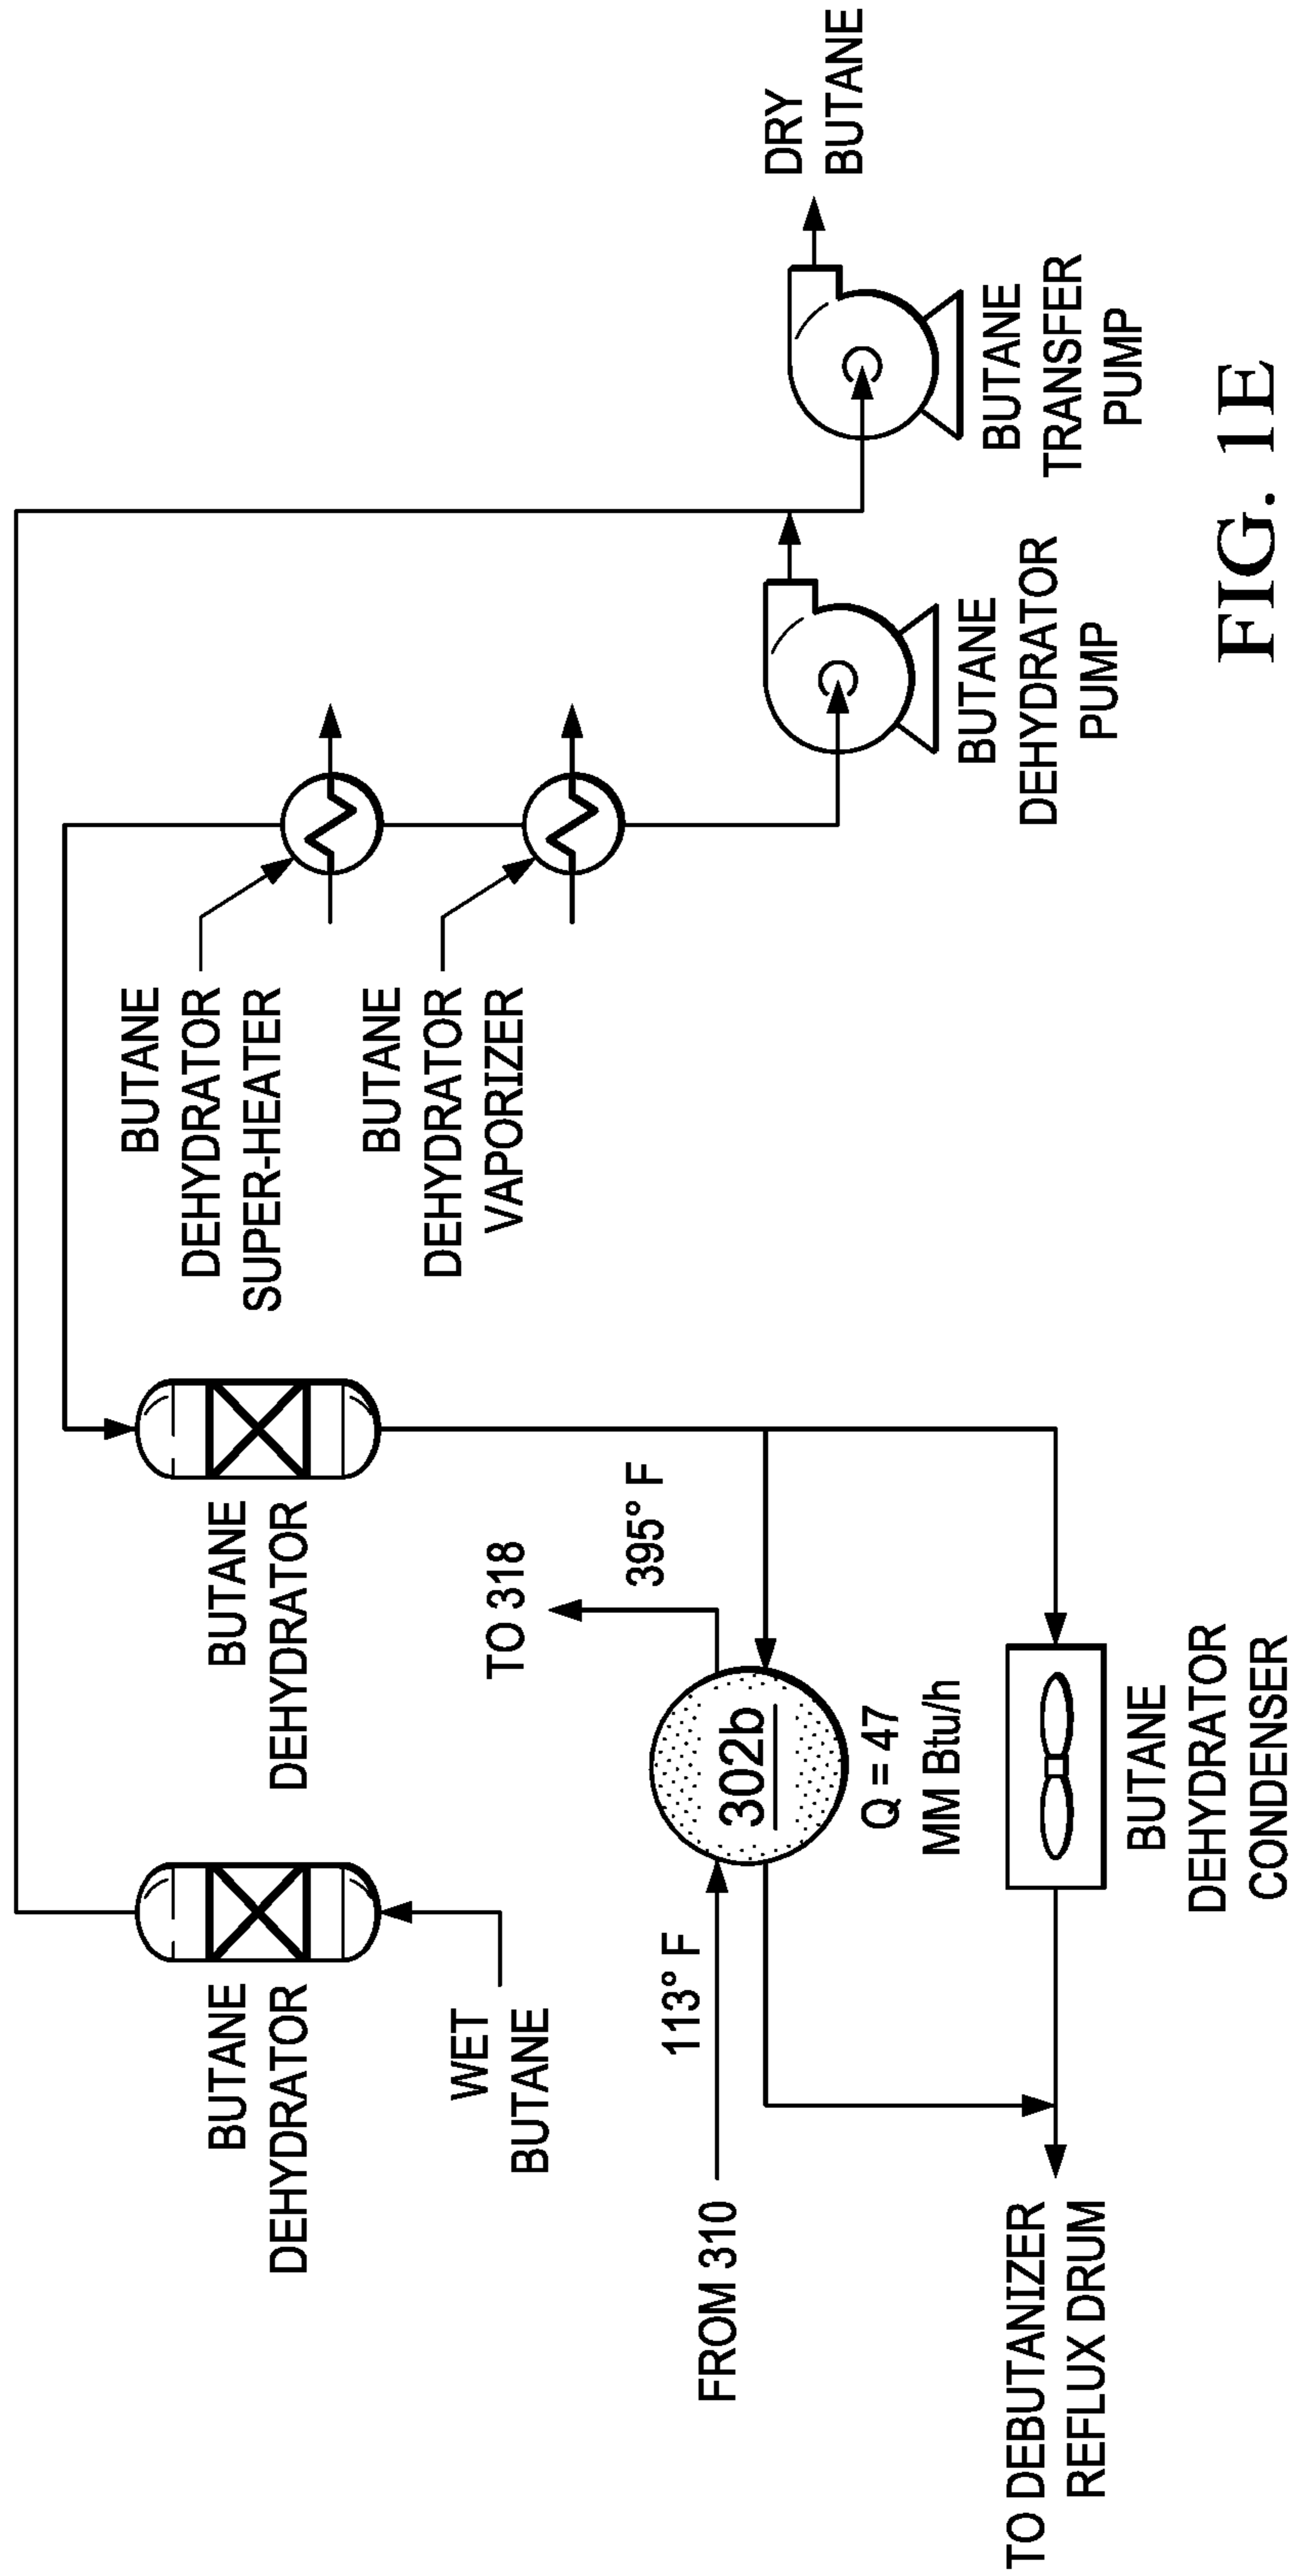 BUTANE
DEHYDRATOR
BUTANE
DEHYDRATOR
BUTANE
DEHYDRATOR
SUPER-HEATER
BUTANE
DEHYDRATOR
VAPORIZER
WET
BUTANE
TO 318
395° F
113° F
FROM 310
302b
Q = 47
MM Btu/h
DRY
BUTANE
BUTANE
DEHYDRATOR
PUMP
BUTANE
TRANSFER
PUMP
TO DEBUTANIZER
REFLUX DRUM
BUTANE
DEHYDRATOR
CONDENSER
FIG. 1E